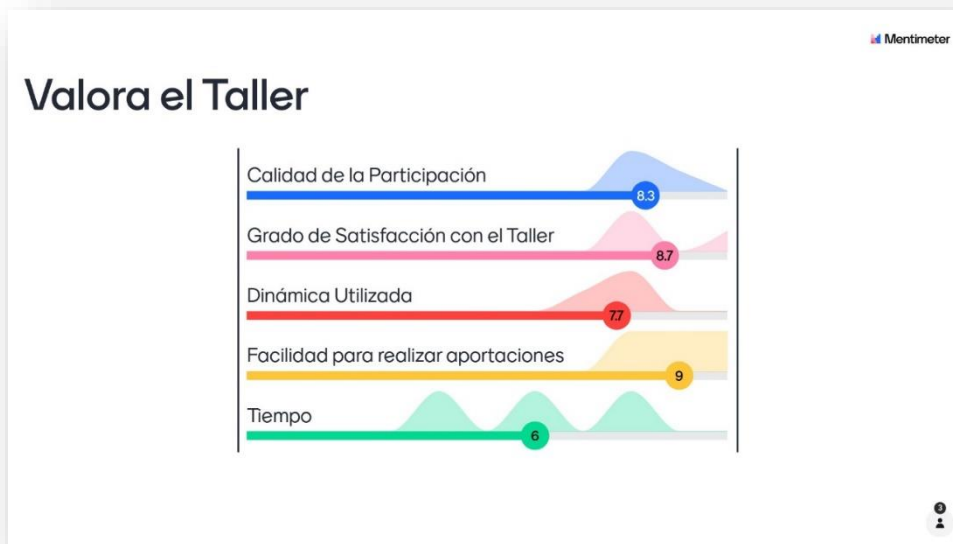 Mentimeter
Valora el Taller
Calidad de la Participación
8.3
Grado de Satisfacción con el Taller
8.7
Dinámica Utilizada
7.7
Facilidad para realizar aportaciones
9
Tiempo
6
3